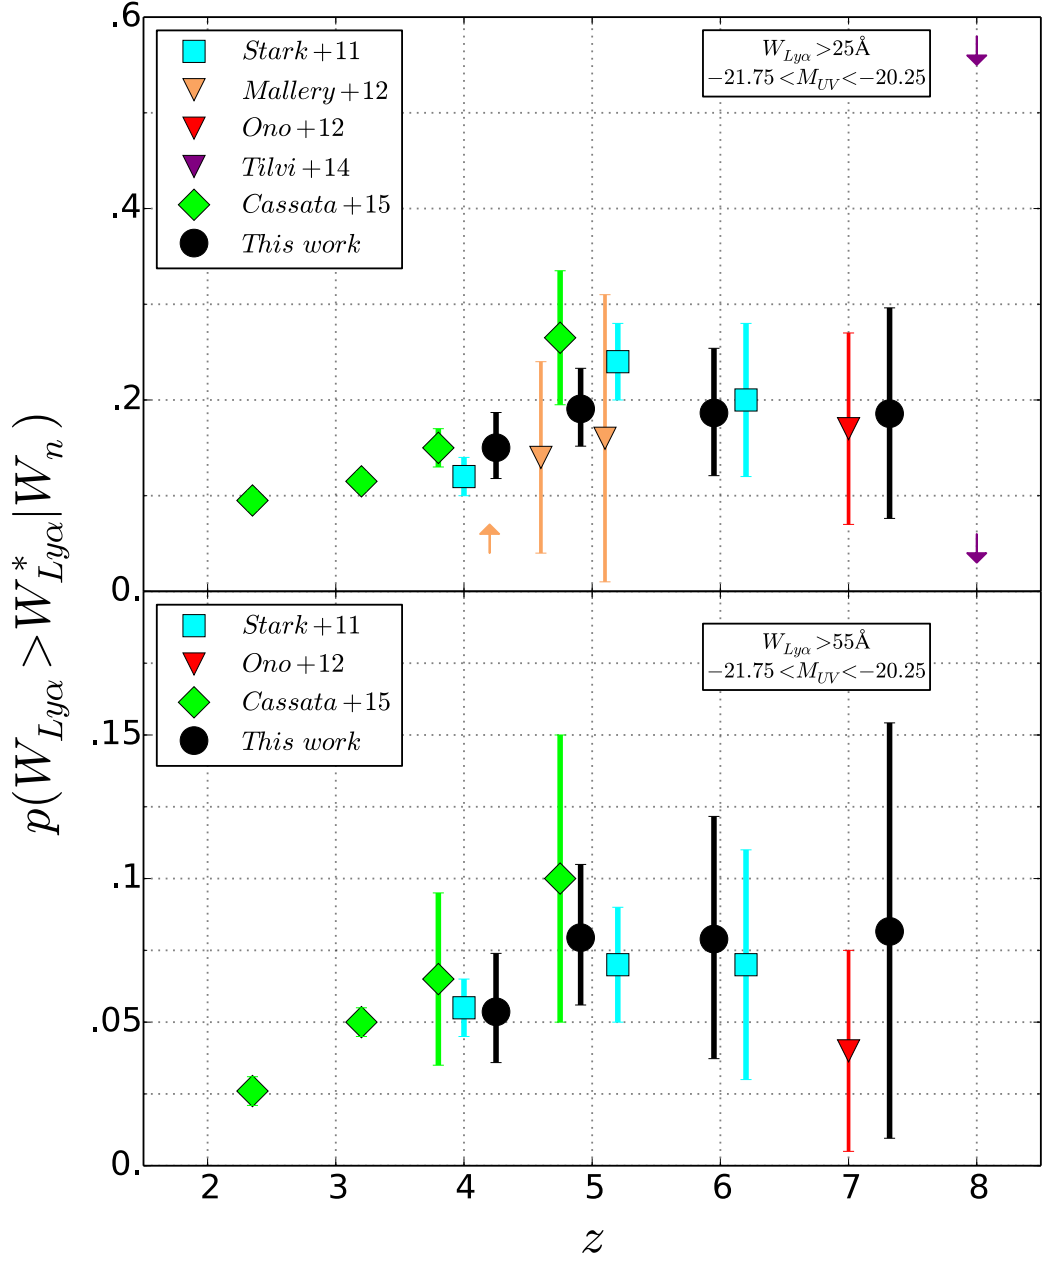 p(W_{Lyα} >W^{*}_{Lyα}|W_n)
.6
.4
.2
0.
Stark+11
Mallery+12
Ono+12
Tilvi+14
Cassata+15
This work
W_{Lyα} >25Å
−21.75 <M_{UV} <−20.25
.15
.1
.05
0.
Stark+11
Ono+12
Cassata+15
This work
W_{Lyα} >55Å
−21.75 <M_{UV} <−20.25
2 3 4 5 6 7 8
z